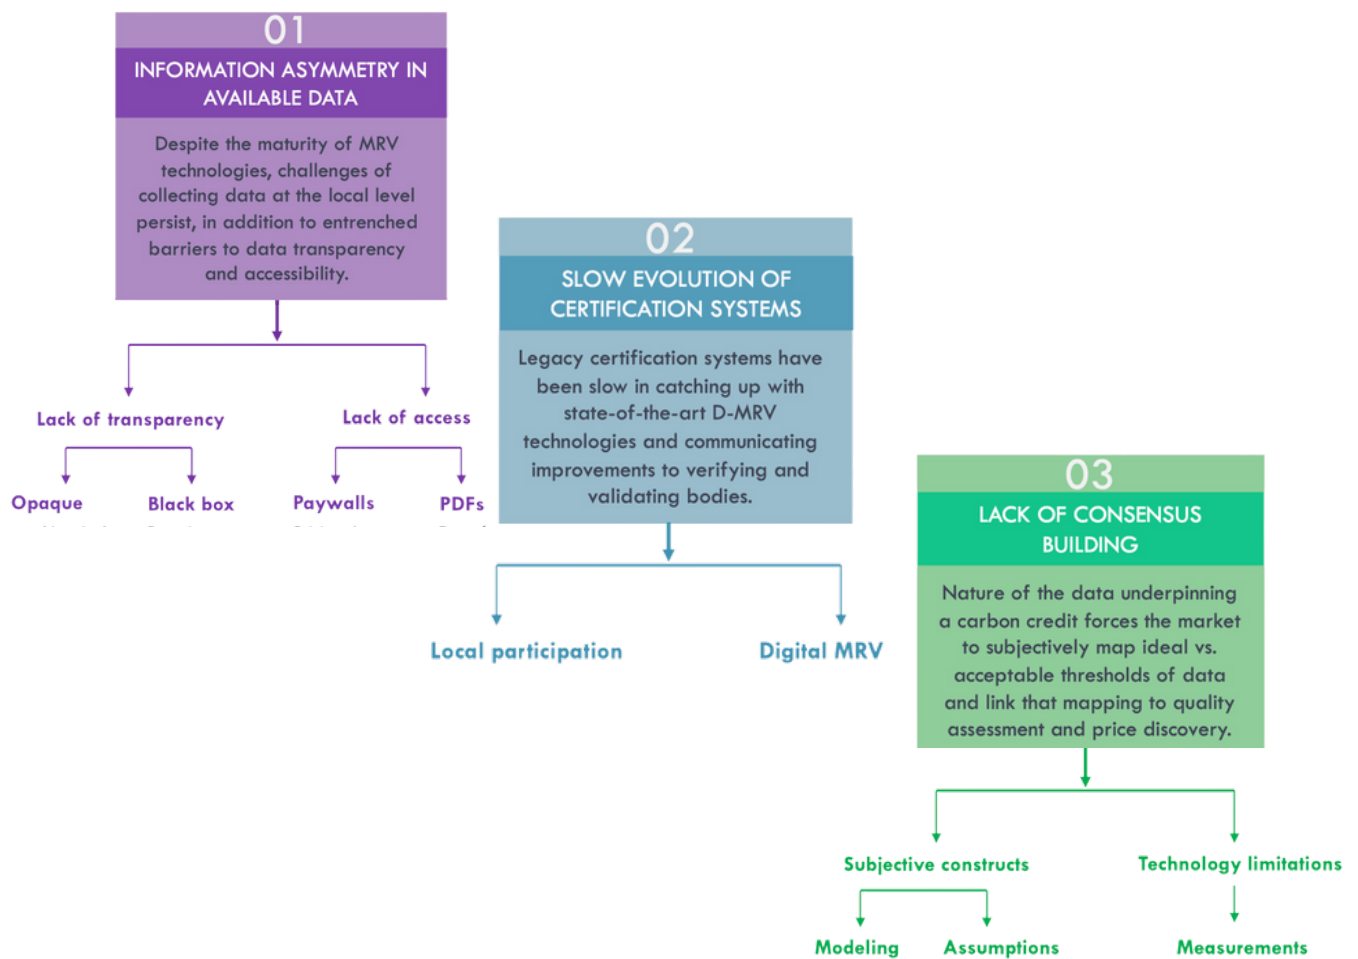 01
INFORMATION ASYMMETRY IN
AVAILABLE DATA
Despite the maturity of MRV
technologies, challenges of
collecting data at the local level
persist, in addition to entrenched
barriers to data transparency
and accessibility.
Lack of transparency
Lack of access
Opaque
Black box
Paywalls
PDFs
02
SLOW EVOLUTION OF
CERTIFICATION SYSTEMS
Legacy certification systems have
been slow in catching up with
state-of-the-art D-MRV
technologies and communicating
improvements to verifying and
validating bodies.
Local participation
Digital MRV
03
LACK OF CONSENSUS
BUILDING
Nature of the data underpinning
a carbon credit forces the market
to subjectively map ideal vs.
acceptable thresholds of data
and link that mapping to quality
assessment and price discovery.
Subjective constructs
Technology limitations
Modeling
Assumptions
Measurements